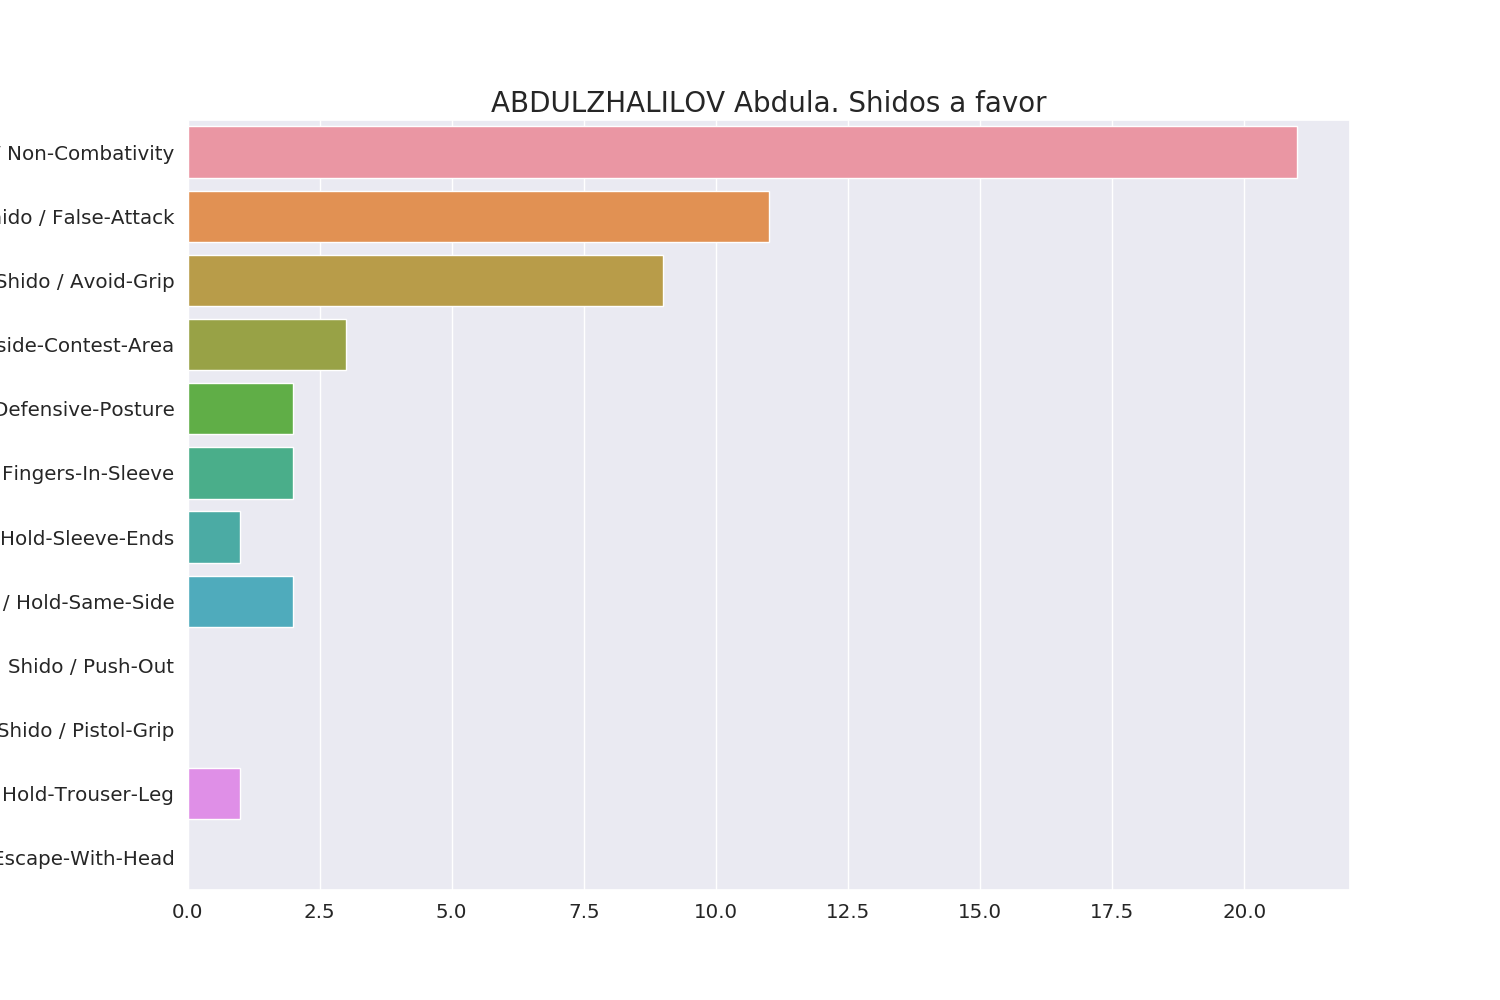 ABDULZHALILOV Abdula. Shidos a favor
/ Non-Combativity
/ False-Attack
Shido / Avoid-Grip
-Contest-Area
Defensive-Posture
Fingers-In-Sleeve
Hold-Sleeve-Ends
/ Hold-Same-Side
Shido / Push-Out
Shido / Pistol-Grip
Hold-Trouser-Leg
Escape-With-Head
0.0 2.5 5.0 7.5 10.0 12.5 15.0 17.5 20.0